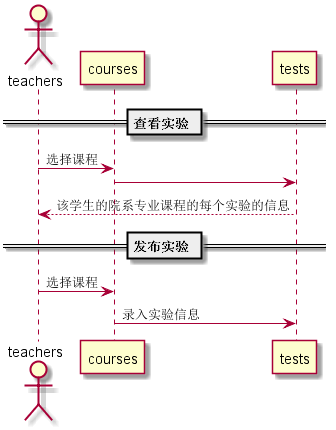 teachers
courses
tests
查看实验
选择课程
该学生的院系专业课程的每个实验的信息
发布实验
选择课程
录入实验信息
teachers
courses
tests